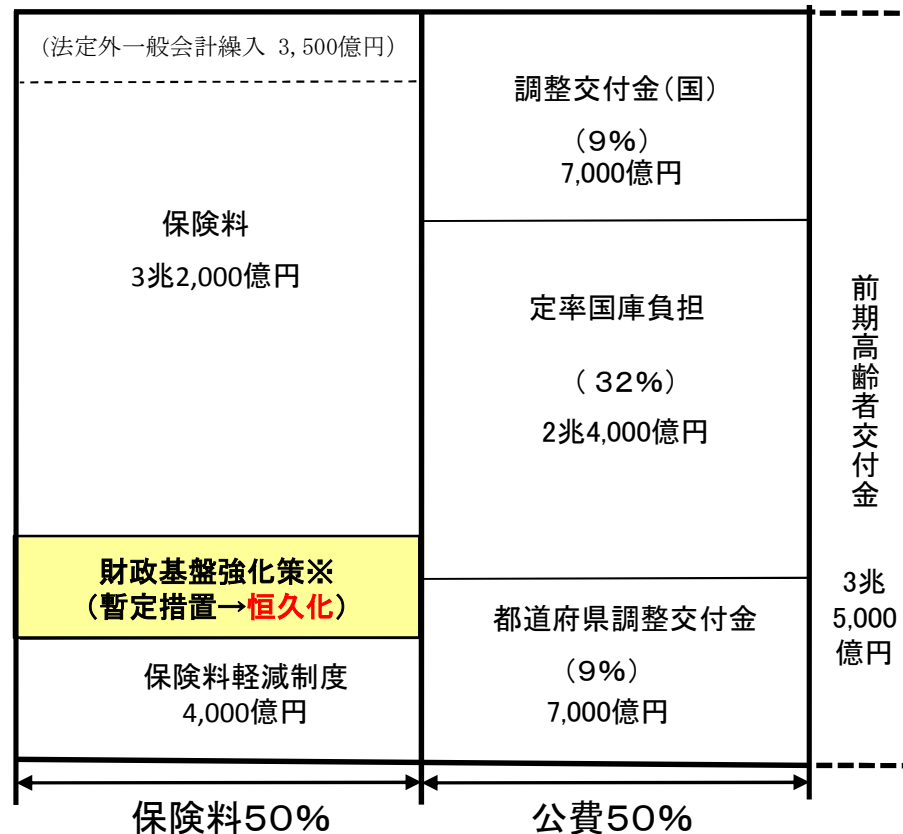 (法定外一般会計繰入 3,500億円)
保険料
3兆2,000億円
財政基盤強化策※
(暫定措置→恒久化)
保険料軽減制度
4,000億円
調整交付金(国)
(9%)
7,000億円
定率国庫負担
(32%)
2兆4,000億円
都道府県調整交付金
(9%)
7,000億円
前期高齢者交付金
3兆
5,000
億円
保険料50%
公費50%